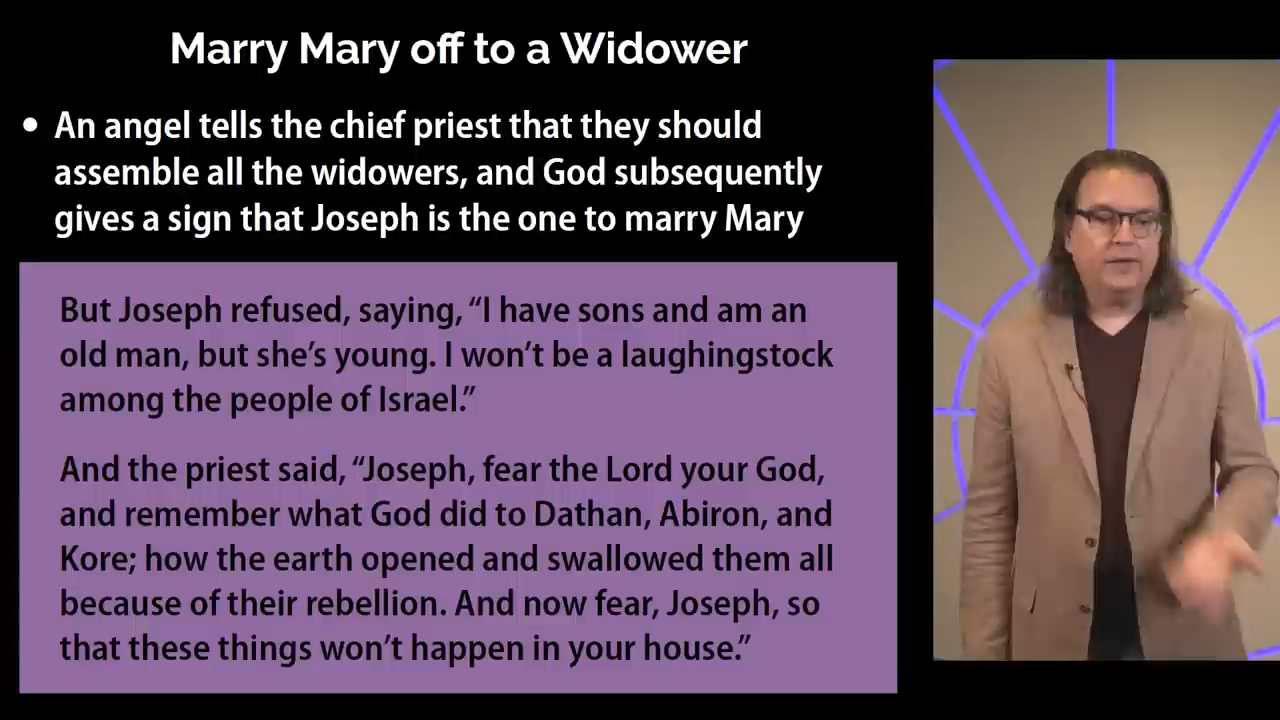 Marry Mary off to a Widower
• An angel tells the chief priest that they should
assemble all the widowers, and God subsequently
gives a sign that Joseph is the one to marry Mary
But Joseph refused, saying, “I have sons and am an
old man, but she’s young. I won’t be a laughingstock
among the people of Israel.”
And the priest said, “Joseph, fear the Lord your God,
and remember what God did to Dathan, Abiron, and
Kore; how the earth opened and swallowed them all
because of their rebellion. And now fear, Joseph, so
that these things won’t happen in your house.”